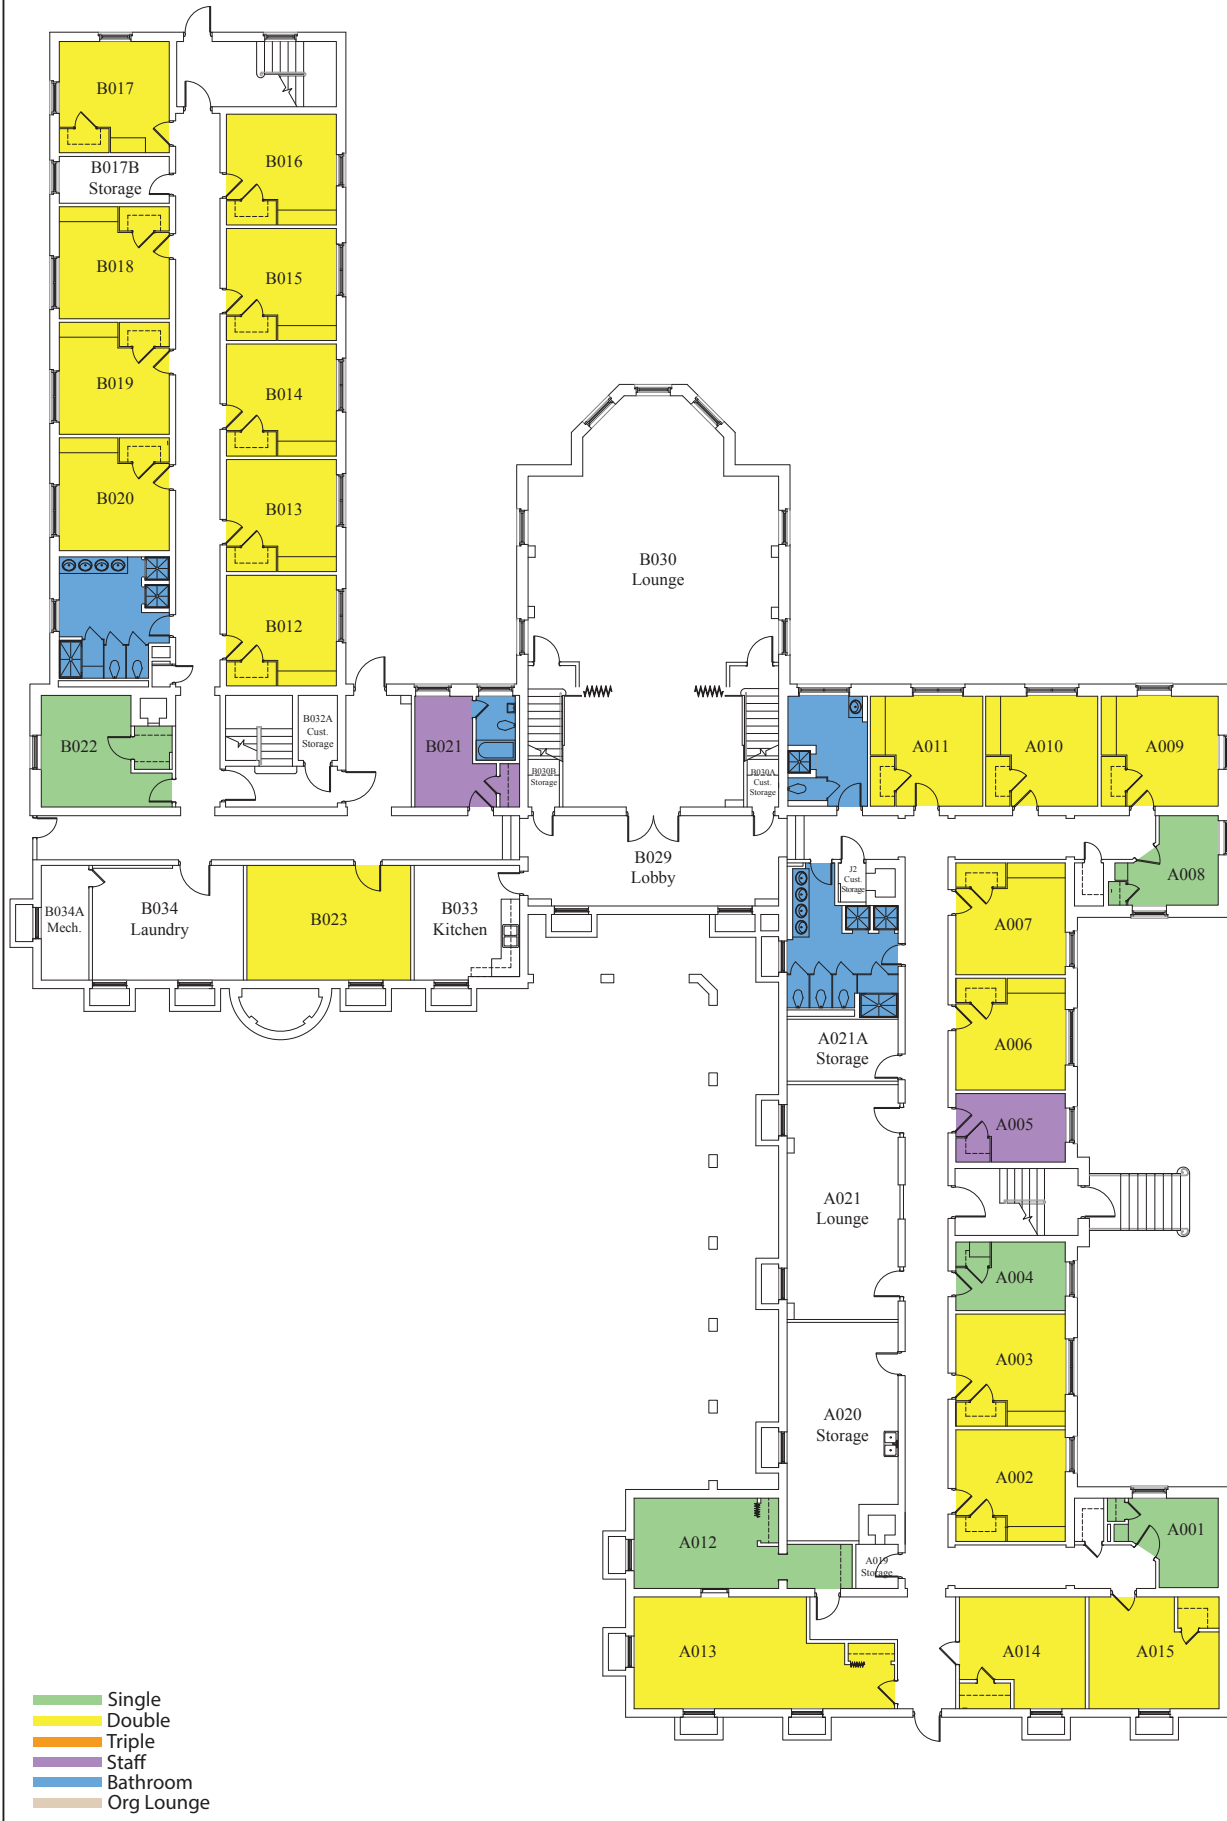 B017
B016
B017B
Storage
B018
B015
B019
B014
B020
B013
B030
Lounge
B012
B032A
Cust.
Storage
B022
B021
B030B
Storage
B030A
Cust.
Storage
A011
A010
A009
B029
Lobby
J2
Cust.
Storage
A008
B034A
Mech.
B034
Laundry
B023
B033
Kitchen
A007
A021A
Storage
A006
A005
A021
Lounge
A004
A003
A020
Storage
A002
A012
A001
A019
Storage
A013
A014
A015
Single
Double
Triple
Staff
Bathroom
Org Lounge